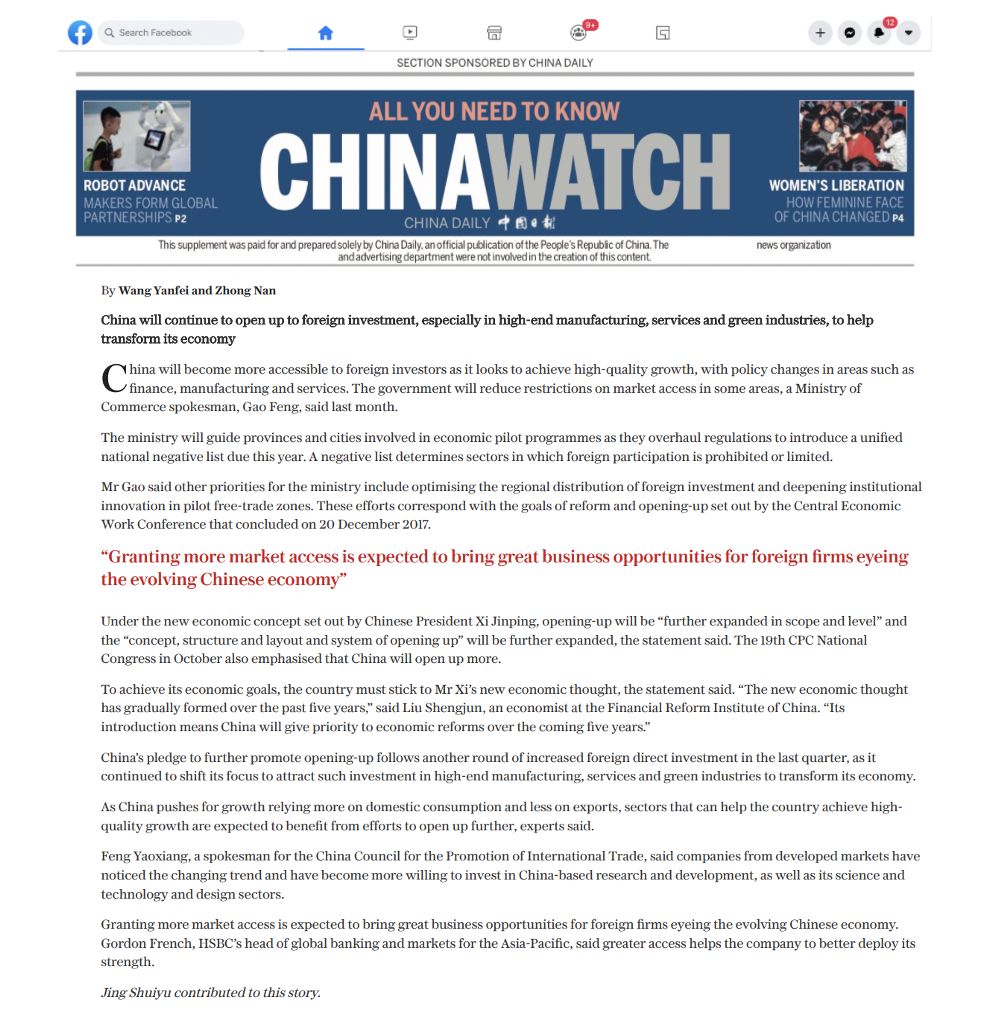 Search Facebook
9+
12
SECTION SPONSORED BY CHINA DAILY
ALL YOU NEED TO KNOW
CHINAWATCH
CHINA DAILY 中国日报
ROBOT ADVANCE
MAKERS FORM GLOBAL
PARTNERSHIPS P2
WOMEN'S LIBERATION
HOW FEMININE FACE
OF CHINA CHANGED P4
This supplement was paid for and prepared solely by China Daily, an official publication of the People's Republic of China. The news organization
and advertising department were not involved in the creation of this content.
By Wang Yanfei and Zhong Nan
China will continue to open up to foreign investment, especially in high-end manufacturing, services and green industries, to help
transform its economy
China will become more accessible to foreign investors as it looks to achieve high-quality growth, with policy changes in areas such as
finance, manufacturing and services. The government will reduce restrictions on market access in some areas, a Ministry of
Commerce spokesman, Gao Feng, said last month.
The ministry will guide provinces and cities involved in economic pilot programmes as they overhaul regulations to introduce a unified
national negative list due this year. A negative list determines sectors in which foreign participation is prohibited or limited.
Mr Gao said other priorities for the ministry include optimising the regional distribution of foreign investment and deepening institutional
innovation in pilot free-trade zones. These efforts correspond with the goals of reform and opening-up set out by the Central Economic
Work Conference that concluded on 20 December 2017.
“Granting more market access is expected to bring great business opportunities for foreign firms eyeing
the evolving Chinese economy”
Under the new economic concept set out by Chinese President Xi Jinping, opening-up will be “further expanded in scope and level” and
the “concept, structure and layout and system of opening up” will be further expanded, the statement said. The 19th CPC National
Congress in October also emphasised that China will open up more.
To achieve its economic goals, the country must stick to Mr Xi’s new economic thought, the statement said. “The new economic thought
has gradually formed over the past five years,” said Liu Shengjun, an economist at the Financial Reform Institute of China. “Its
introduction means China will give priority to economic reforms over the coming five years.”
China’s pledge to further promote opening-up follows another round of increased foreign direct investment in the last quarter, as it
continued to shift its focus to attract such investment in high-end manufacturing, services and green industries to transform its economy.
As China pushes for growth relying more on domestic consumption and less on exports, sectors that can help the country achieve high-
quality growth are expected to benefit from efforts to open up further, experts said.
Feng Yaoxiang, a spokesman for the China Council for the Promotion of International Trade, said companies from developed markets have
noticed the changing trend and have become more willing to invest in China-based research and development, as well as its science and
technology and design sectors.
Granting more market access is expected to bring great business opportunities for foreign firms eyeing the evolving Chinese economy.
Gordon French, HSBC’s head of global banking and markets for the Asia-Pacific, said greater access helps the company to better deploy its
strength.
Jing Shuiyu contributed to this story.